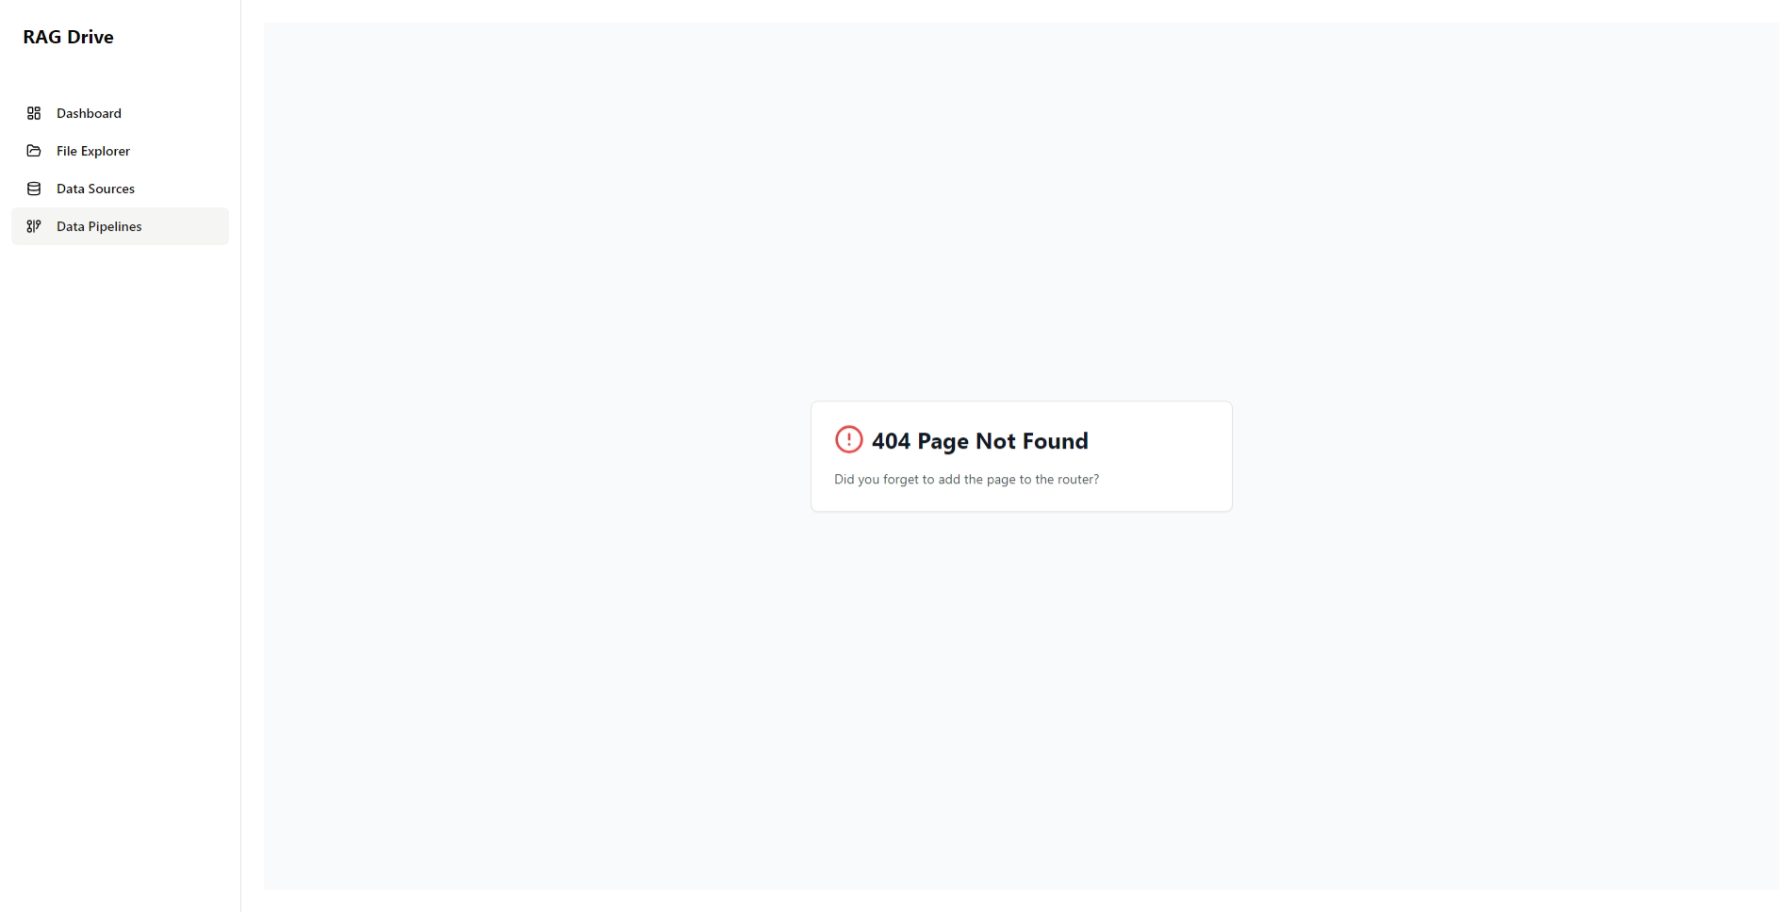 RAG Drive
Dashboard
File Explorer
Data Sources
Data Pipelines
404 Page Not Found
Did you forget to add the page to the router?